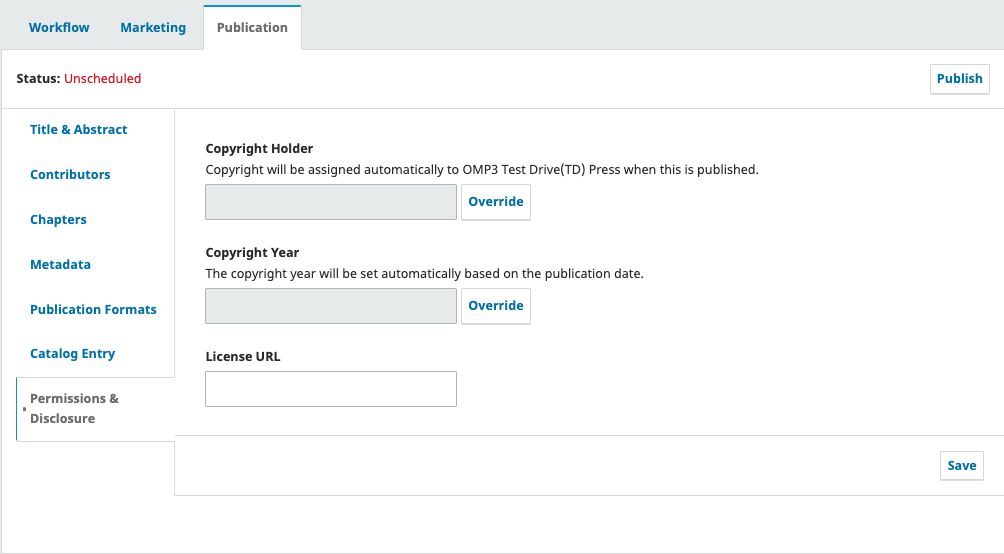 Workflow
Marketing
Publication
Status: Unscheduled
Publish
Title & Abstract
Contributors
Chapters
Metadata
Publication Formats
Catalog Entry
Permissions &
Disclosure
Copyright Holder
Copyright will be assigned automatically to OMP3 Test Drive(TD) Press when this is published.
Override
Copyright Year
The copyright year will be set automatically based on the publication date.
Override
License URL
Save